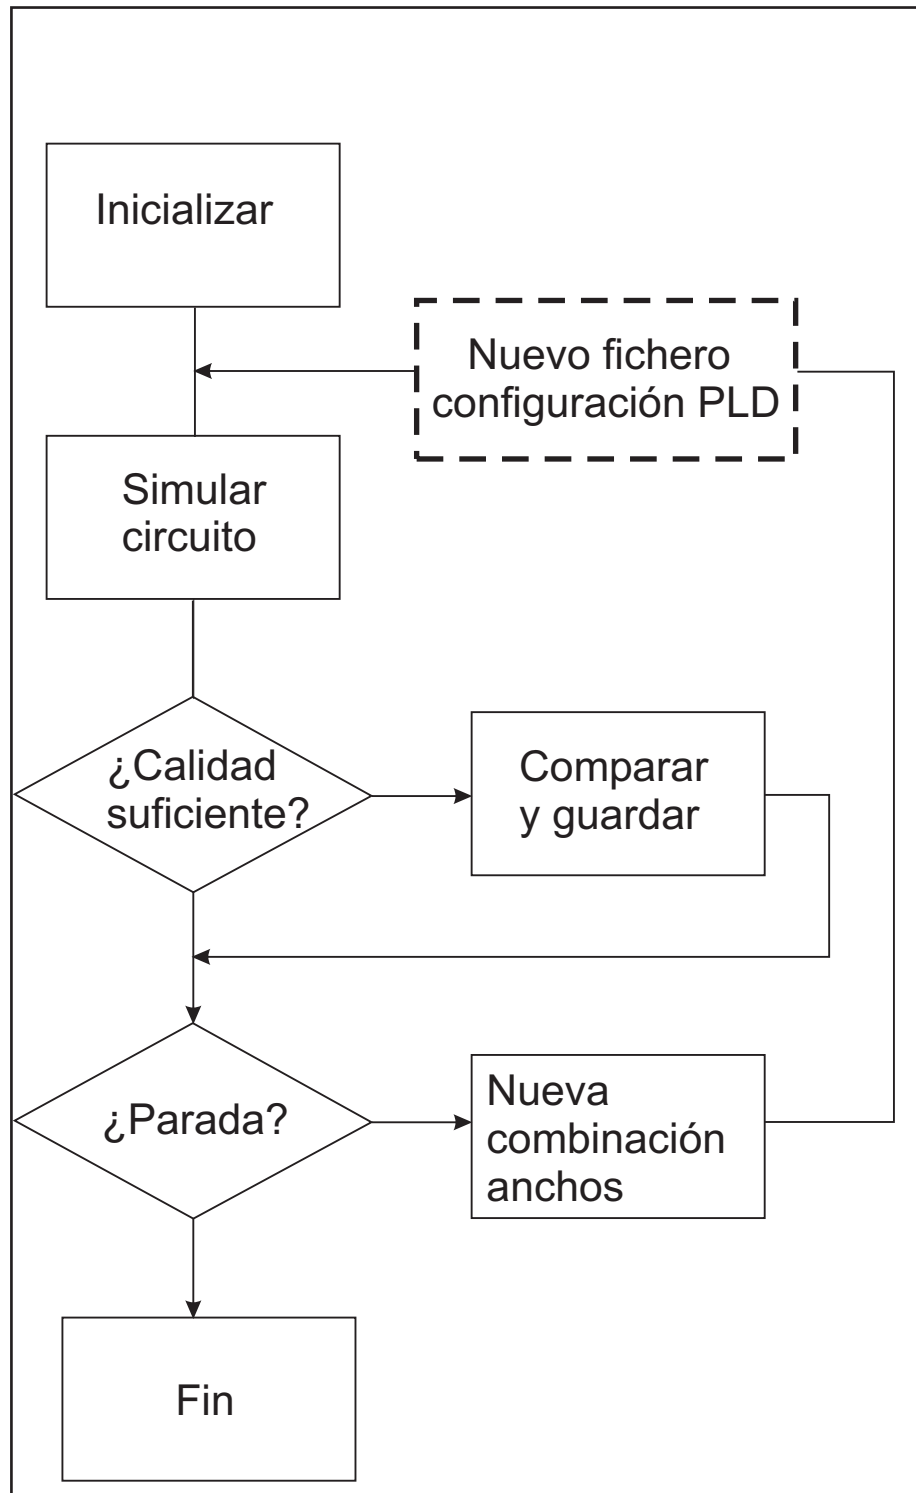 Inicializar
Nuevo fichero
configuración PLD
Simular
circuito
¿Calidad
suficiente?
Comparar
y guardar
¿Parada?
Nueva
combinación
anchos
Fin